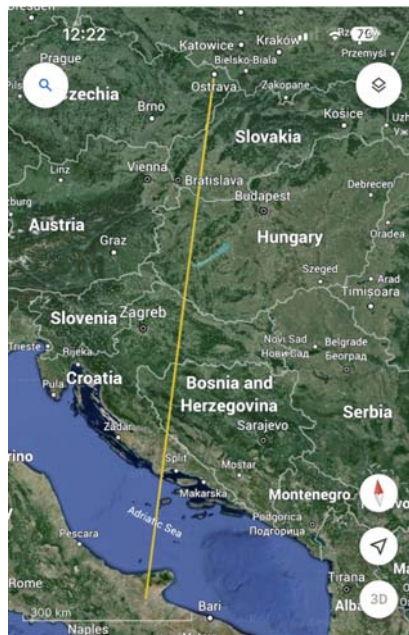 Dresden
12:22
Katowice
Kraków
Prague
Bielsko-Biala
Przemyśl
Ostrava
Zakopane
Czechia
Košice
Brno
Slovakia
Linz
Vienna
Bratislava
Budapest
Debrecen
Austria
Graz
Hungary
Oradea
Szeged
Arad
Timișoara
Slovenia
Zagreb
Novi Sad
Нови Сад
Belgrade
Београд
Trieste
Rijeka
Croatia
Pula
Bosnia and
Herzegovina
Serbia
Zadar
Sarajevo
Split
Mostar
Makarska
Montenegro
Podgorica
Подгорица
Adriatic Sea
Pescara
Rome
300 km
Naples
Bari
Tirana
3D